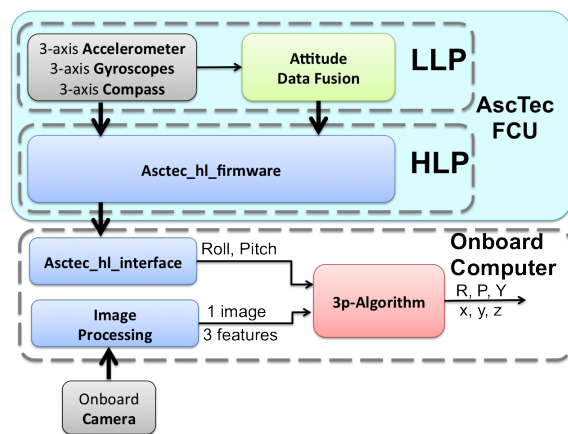 3-axis Accelerometer
3-axis Gyroscopes
3-axis Compass
Attitude
Data Fusion
LLP
AscTec
FCU
Asctec_hl_firmware
HLP
Asctec_hl_interface
Roll, Pitch
Onboard
Computer
Image
Processing
1 image
3 features
3p-Algorithm
R, P, Y
x, y, z
Onboard
Camera